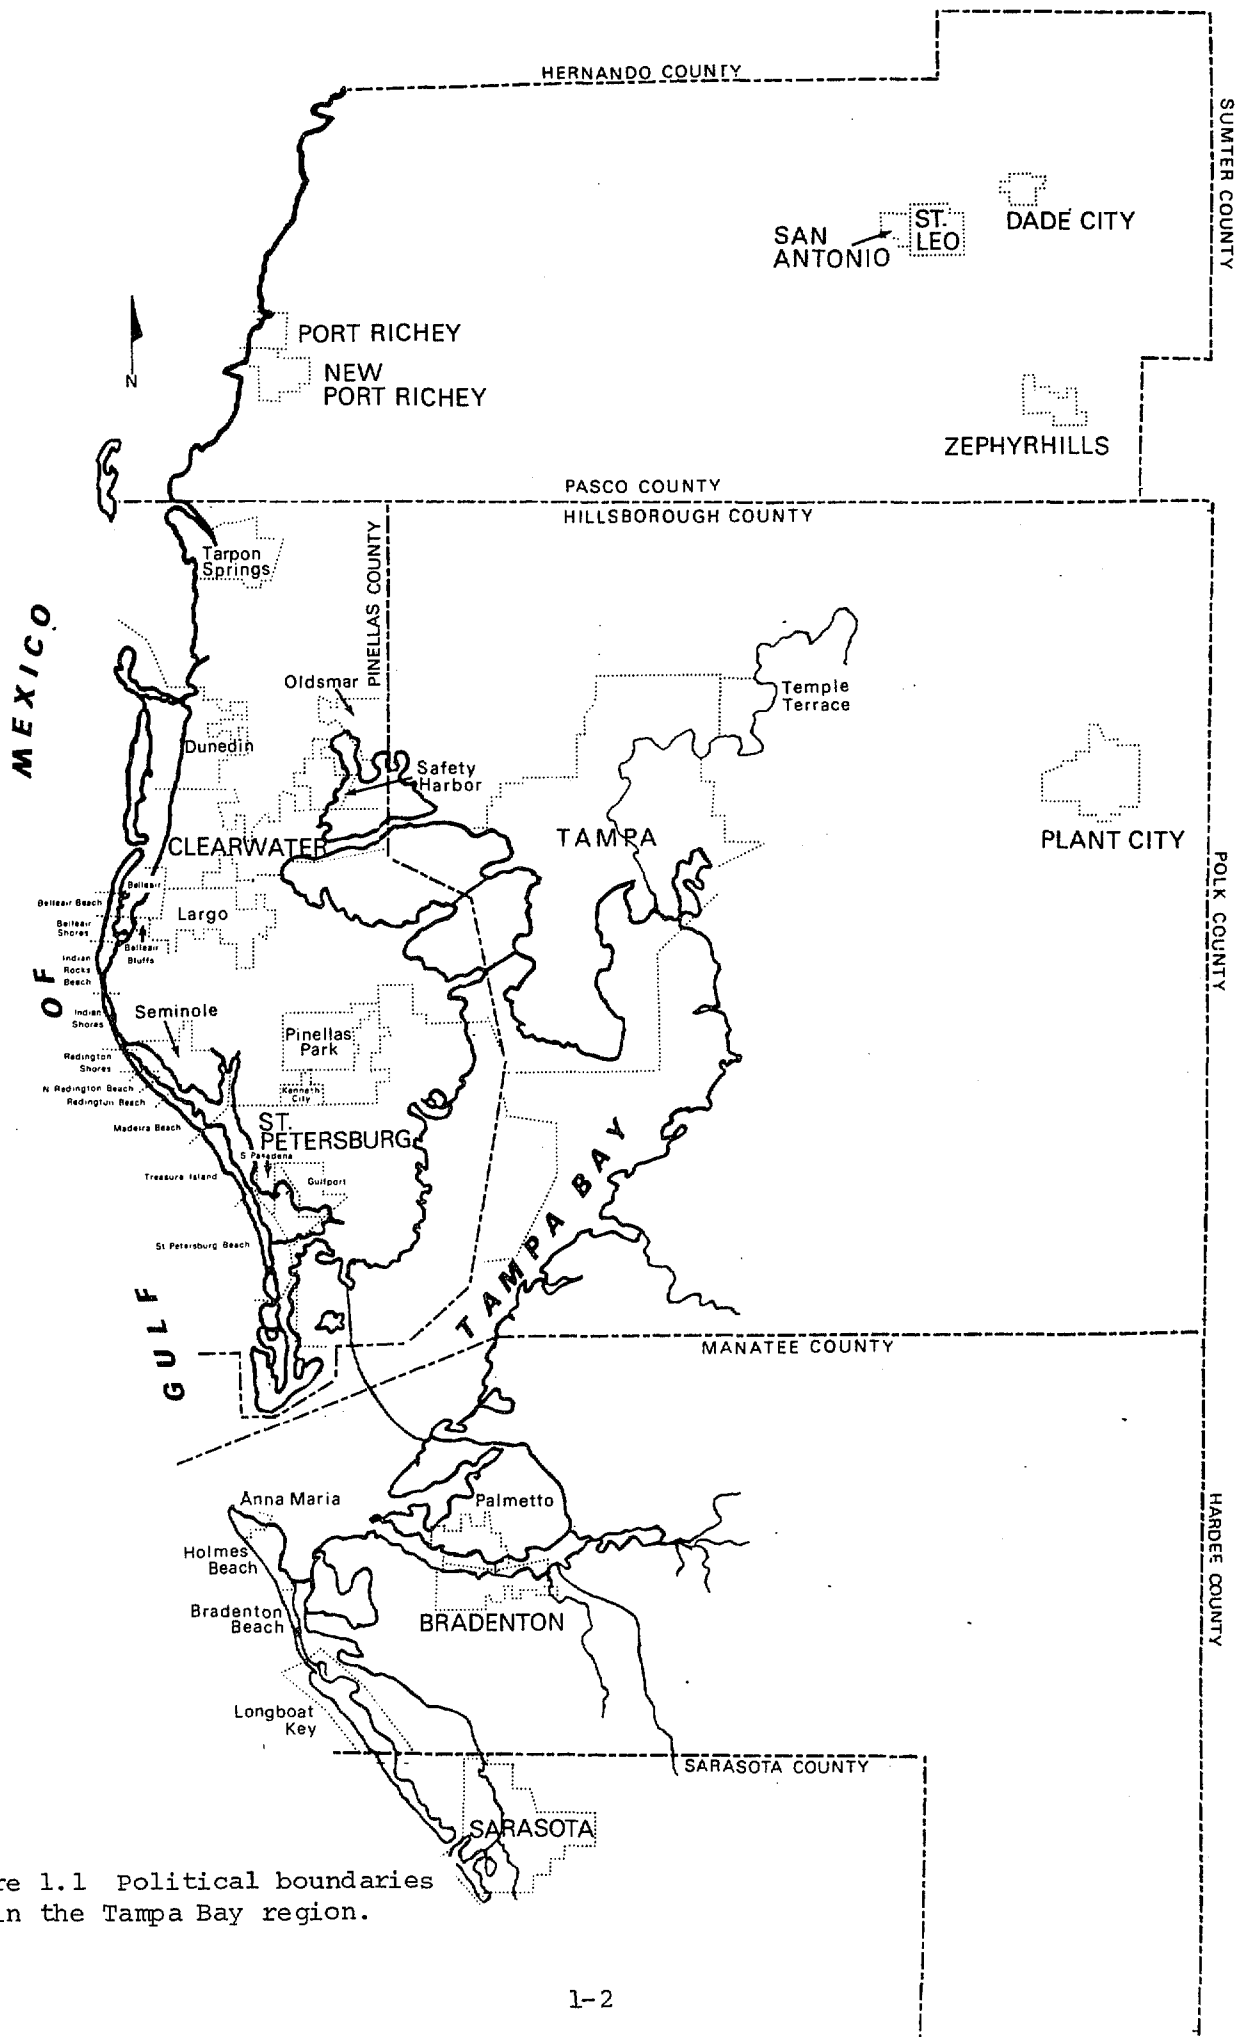 HERNANDO COUNTY
SUMTER COUNTY
SAN
ANTONIO
ST.
LEO
DADE CITY
PORT RICHEY
NEW
PORT RICHEY
N
ZEPHYRHILLS
PASCO COUNTY
HILLSBOROUGH COUNTY
PINELLAS COUNTY
Tarpon
Springs
GULF OF MEXICO
Oldsmar
Temple
Terrace
Dunedin
Safety
Harbor
CLEARWATER
TAMPA
PLANT CITY
POLK COUNTY
Belleair
Belleair Beach
Belleair
Shores
Largo
Belleair
Bluffs
Indian
Rocks
Beach
Indian
Shores
Seminole
Pinellas
Park
Redington
Shores
N Redington Beach
Redington Beach
Kenneth
City
Madeira Beach
ST.
PETERSBURG
S Pasadena
Treasure Island
Gulfport
St Petersburg Beach
TAMPA BAY
MANATEE COUNTY
Anna Maria
Palmetto
Holmes
Beach
Bradenton
Beach
BRADENTON
HARDEE COUNTY
Longboat
Key
SARASOTA COUNTY
SARASOTA
re 1.1 Political boundaries
in the Tampa Bay region.
1-2